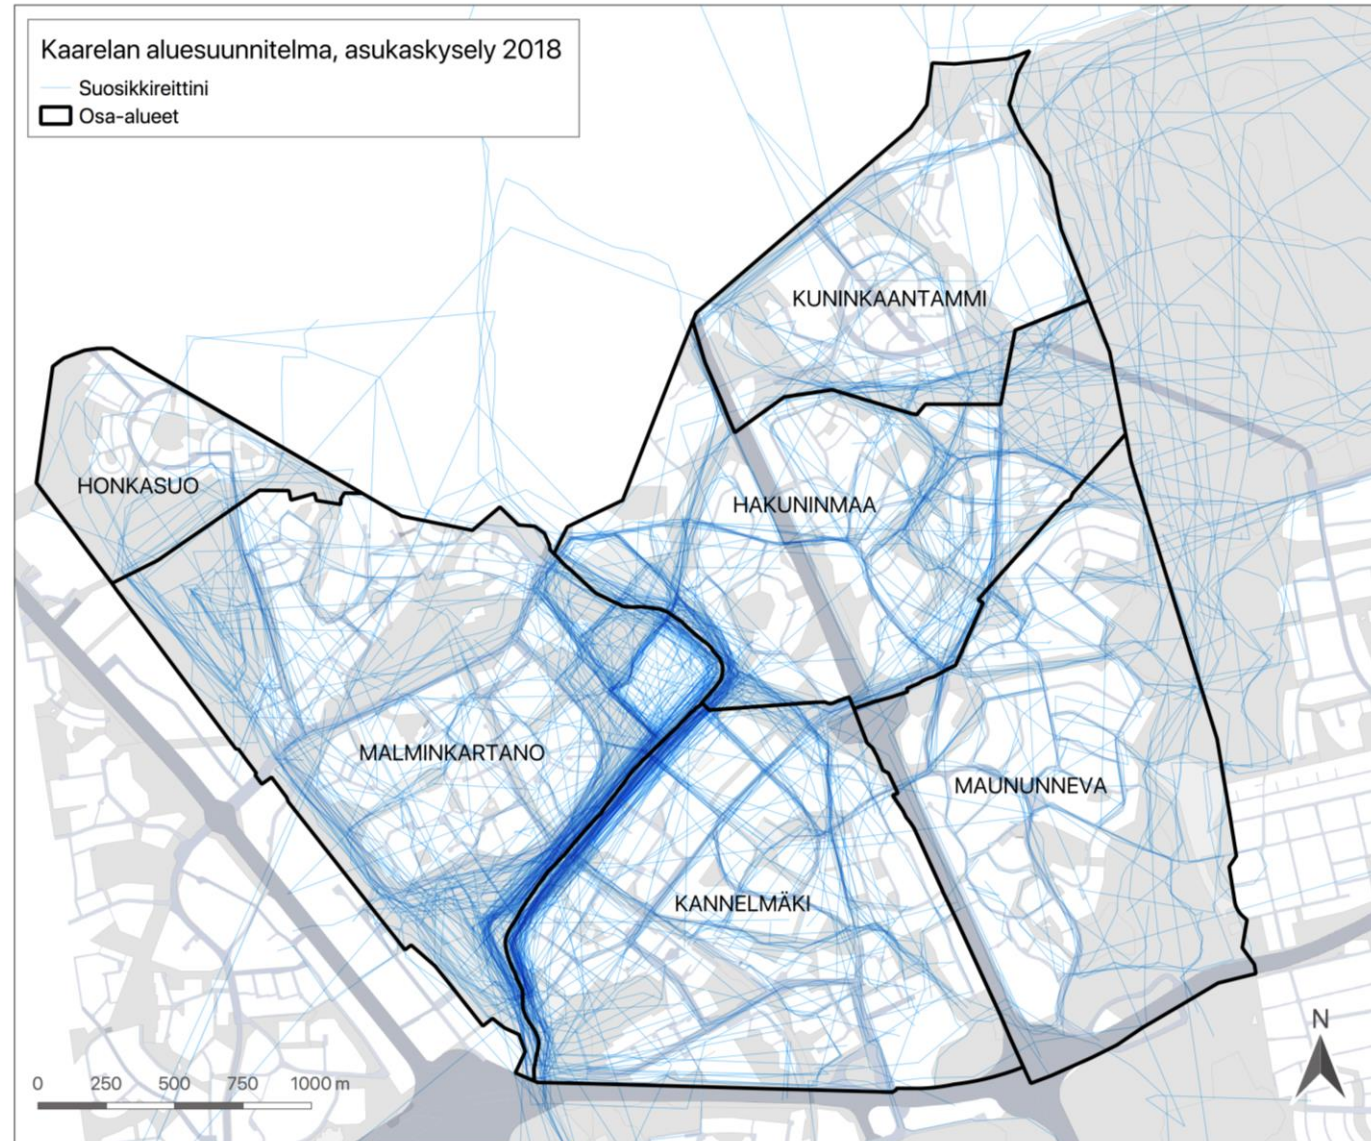 Kaarelan aluesuunnitelma, asukaskysely 2018
Suosikkireittini
Osa-alueet
KUNINKAANTAMMI
HONKASUO
HAKUNINMAA
MALMINKARTANO
MAUNUNNEVA
KANNELMÄKI
N
0 250 500 750 1000 m